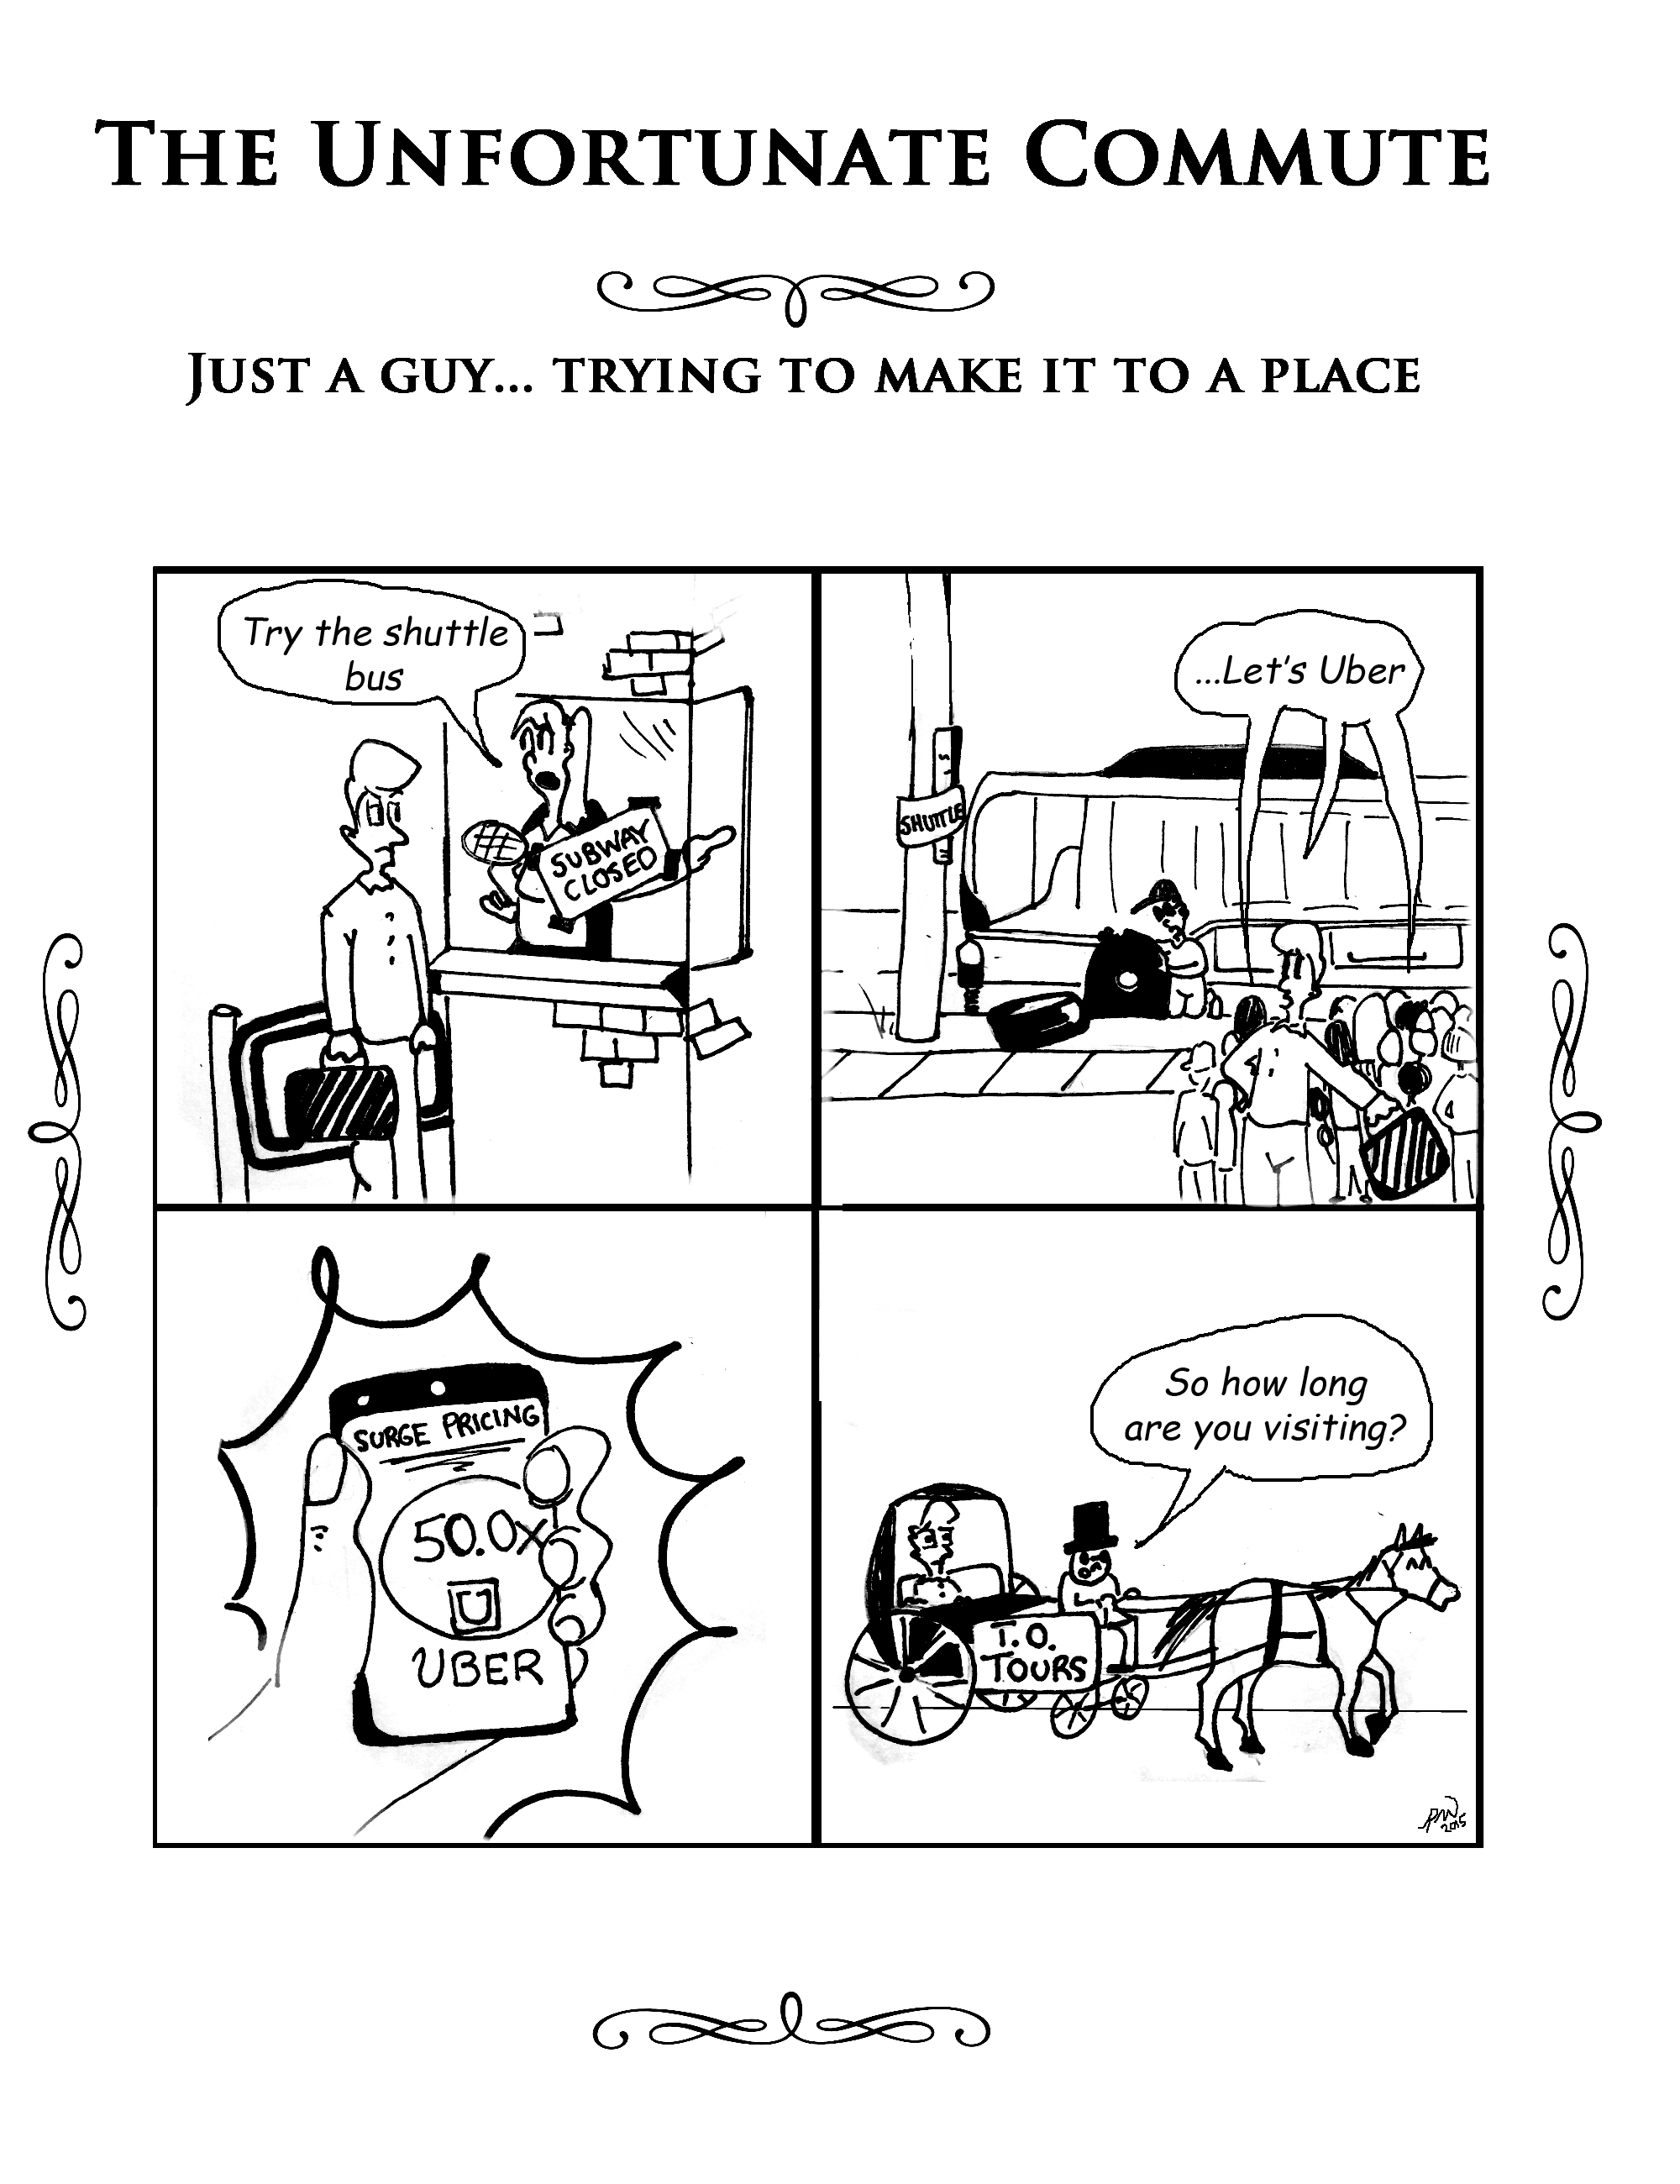 THE UNFORTUNATE COMMUTE
JUST A GUY... TRYING TO MAKE IT TO A PLACE
Try the shuttle
bus
SUBWAY
CLOSED
...Let's Uber
SHUTTLE
SURGE PRICING
50.0x
U
UBER
So how long
are you visiting?
T.O.
TOURS
2015